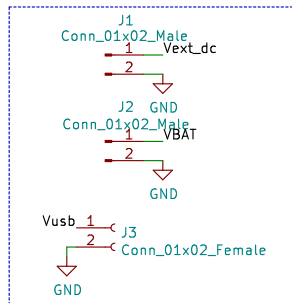 J1
Conn_01x02_Male
1 Vext_dc
2
GND
J2
Conn_01x02_Male
1 VBAT
2
GND
Vusb 1
2 J3
Conn_01x02_Female
GND